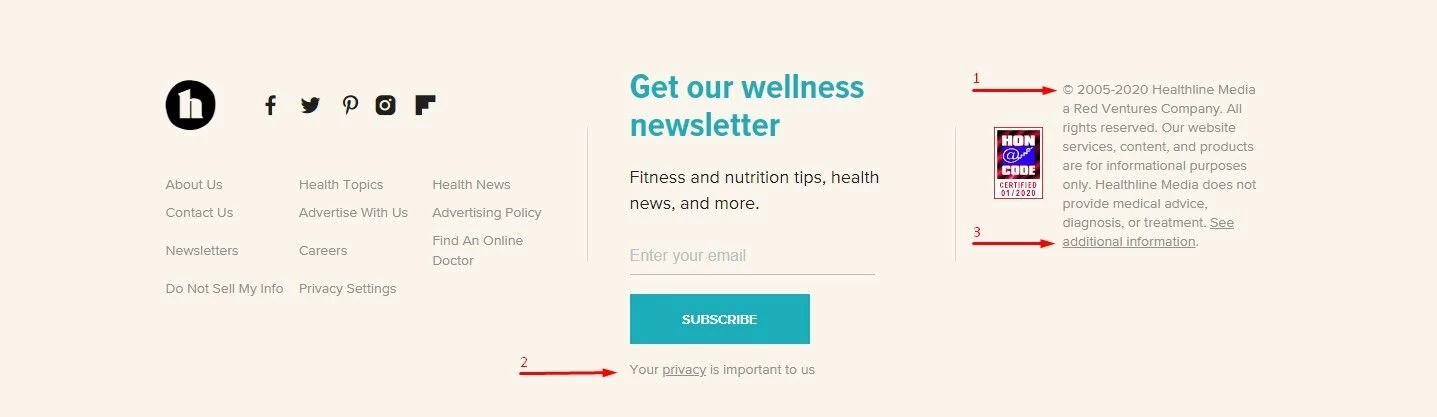 h
About Us
Health Topics
Health News
Contact Us
Advertise With Us
Advertising Policy
Newsletters
Careers
Find An Online
Doctor
Do Not Sell My Info
Privacy Settings
Get our wellness
newsletter
Fitness and nutrition tips, health
news, and more.
Enter your email
SUBSCRIBE
2
Your privacy is important to us
HON
@
CODE
CERTIFIED
01/2020
1
© 2005-2020 Healthline Media
a Red Ventures Company. All
rights reserved. Our website
services, content, and products
are for informational purposes
only. Healthline Media does not
provide medical advice,
diagnosis, or treatment. See
3
additional information.